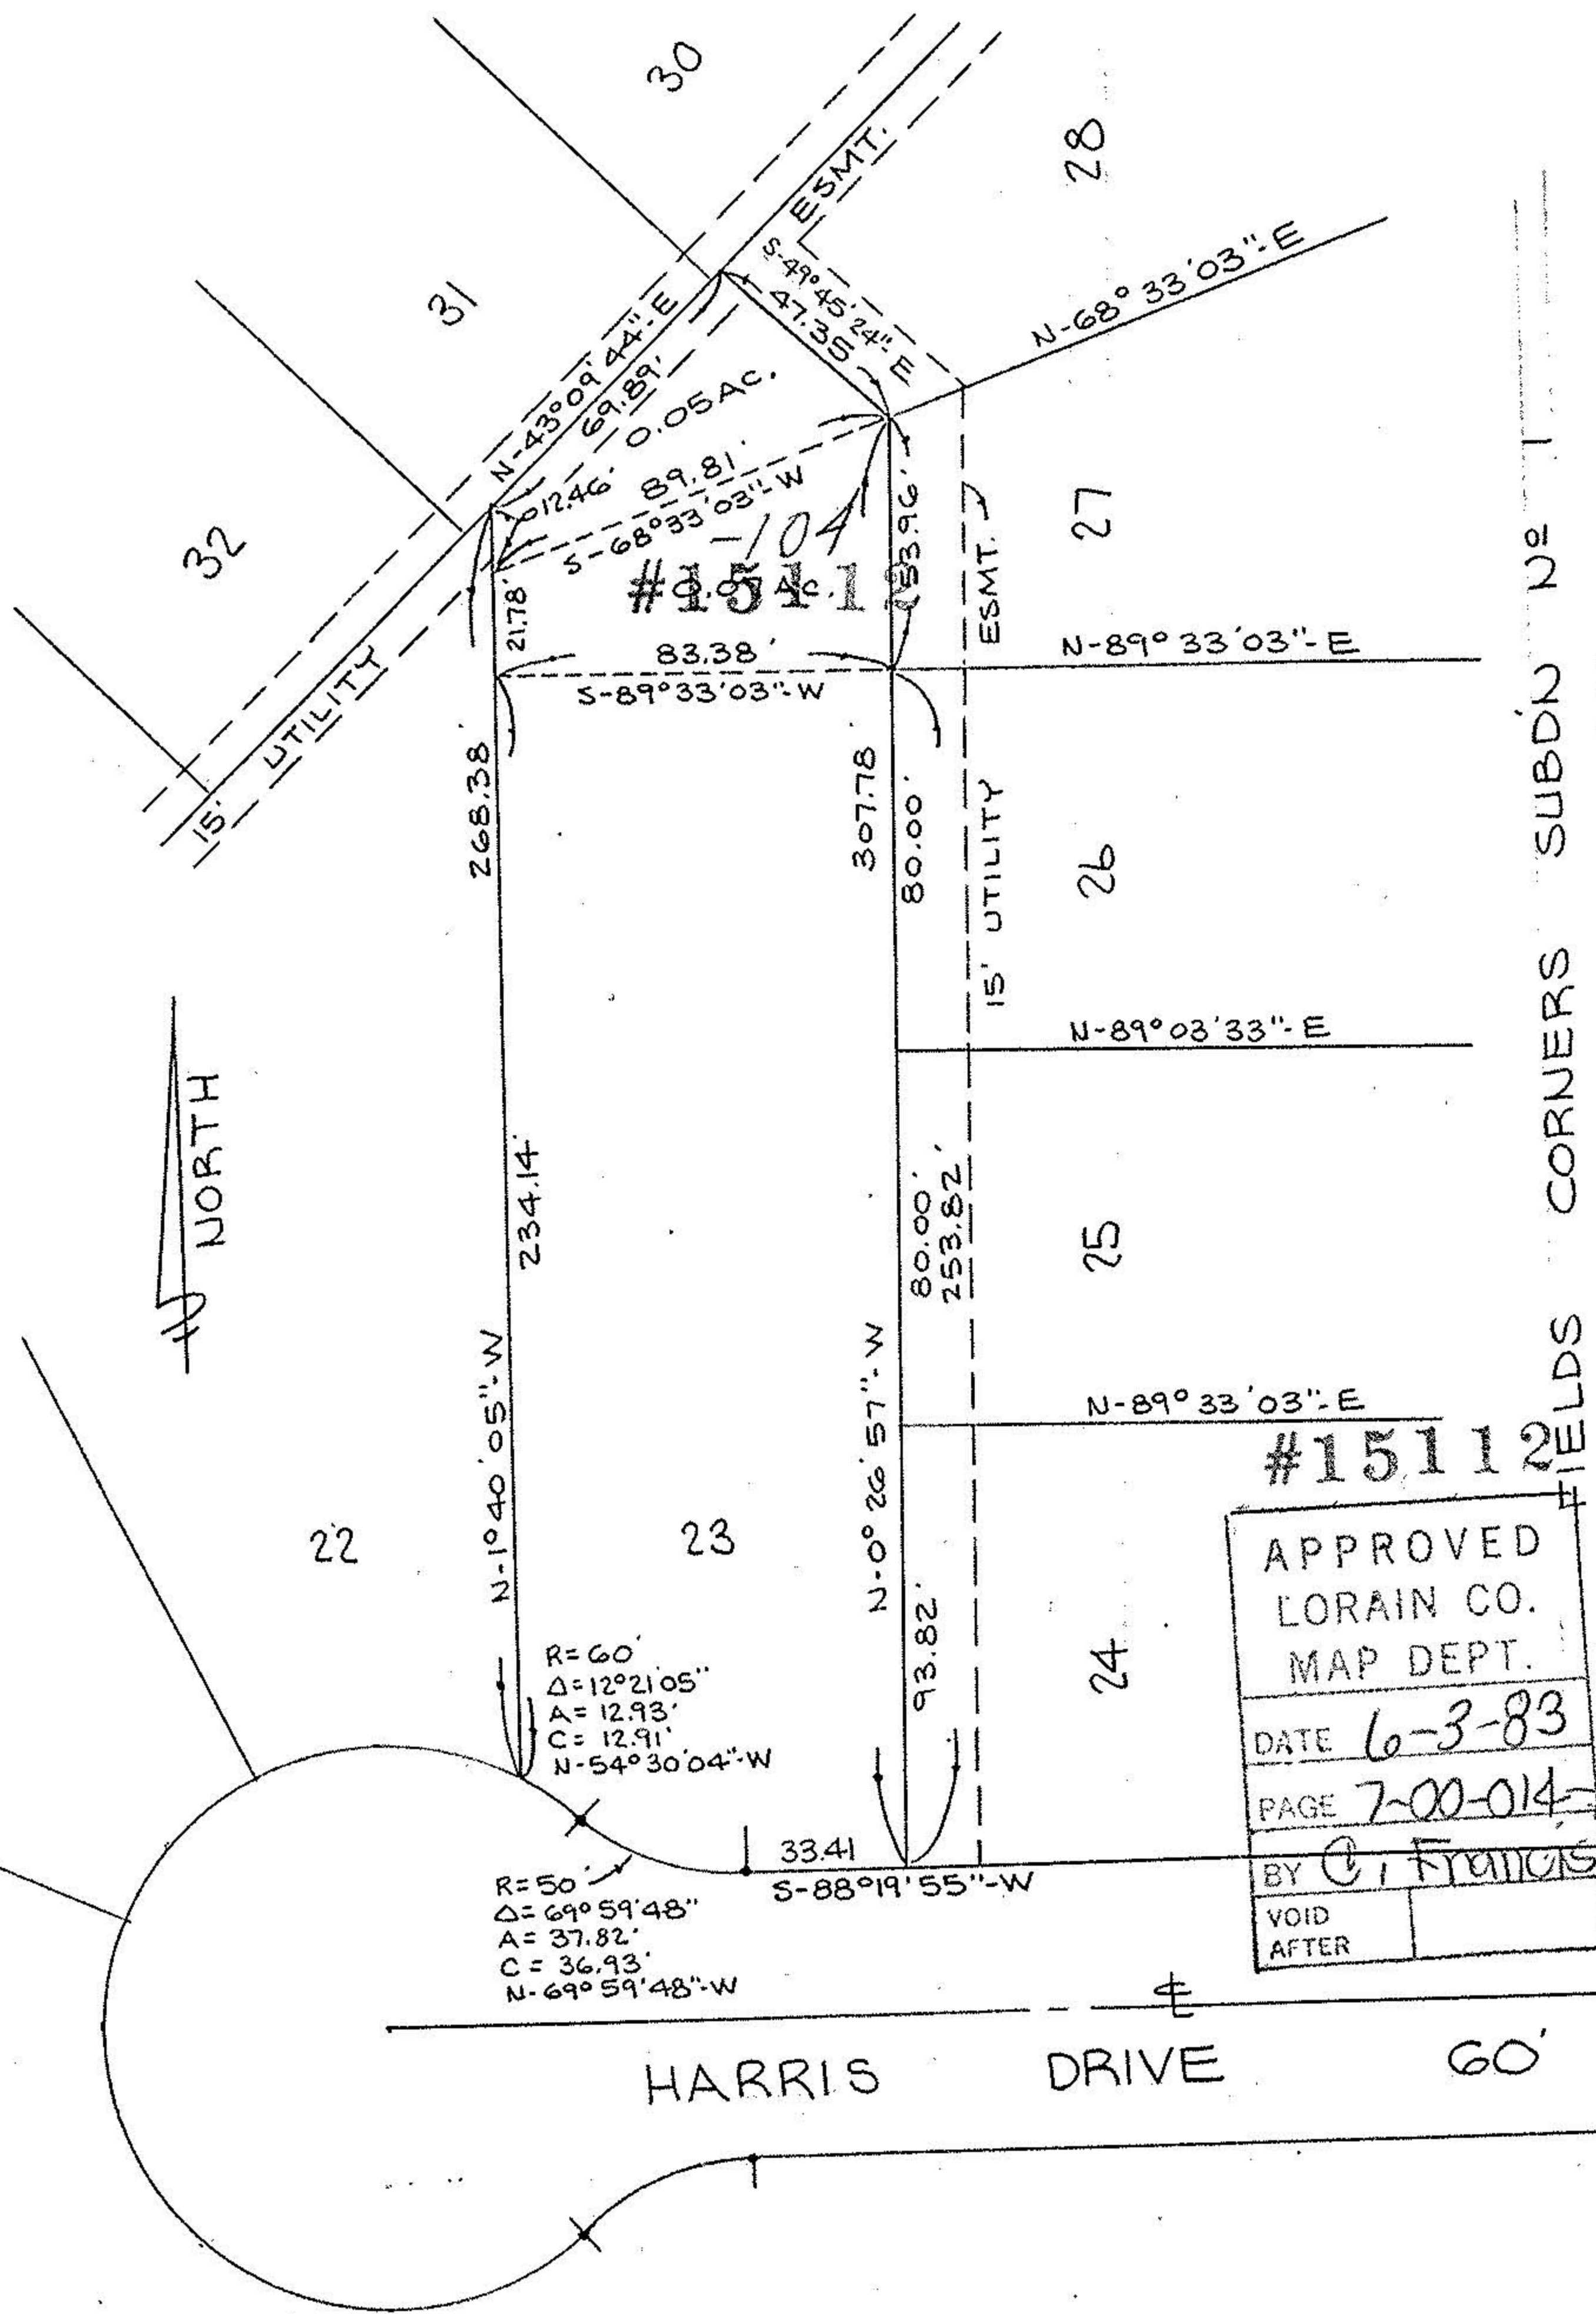 30
28
31
32
ESMT.
N-68°33'03"-E
S-49°45'24"-E
47.35
N-43°09'44"-E
69.89'
0.05AC.
12.46'
89.81'
S-68°33'03"-W
-104
#1511
53.96'
21.78'
ESMT.
27
UTILITY
15'
83.38'
S-89°33'03"-W
N-89°33'03"-E
268.38
307.78
80.00'
15' UTILITY
26
N-89°03'33"-E
NORTH
234.14'
80.00'
253.82'
25
N-1°40'05"-W
N-0°26'57"-W
N-89°33'03"-E
FIELDS CORNERS SUBD'N Nº 1
#15112
22
23
24
93.82'
R=60'
Δ=12°21'05"
A=12.93'
C=12.91'
N-54°30'04"-W
33.41
S-88°19'55"-W
R=50'
Δ=69°59'48"
A=37.82'
C=36.93'
N-69°59'48"-W
APPROVED
LORAIN CO.
MAP DEPT.
DATE 6-3-83
PAGE 7-00-014-
BY C. Francis
VOID
AFTER
HARRIS DRIVE 60'